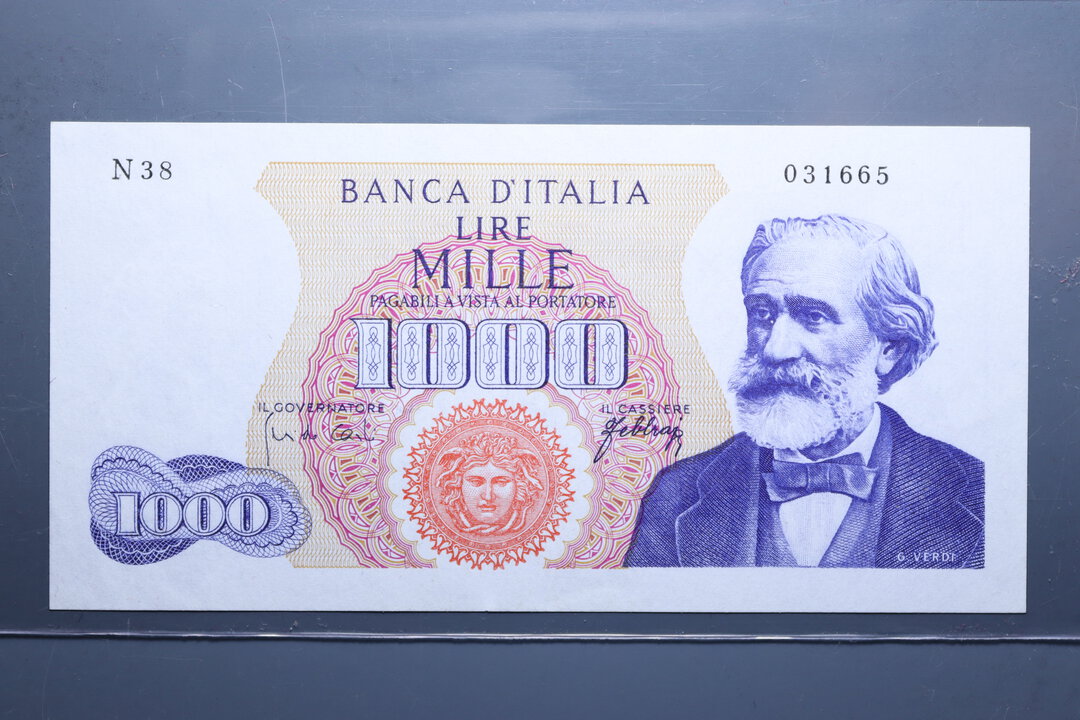 N38
031665
BANCA D'ITALIA
LIRE
MILLE
PAGABILI A VISTA AL PORTATORE
1000
IL GOVERNATORE
IL CASSIERE
1000
G. VERDI